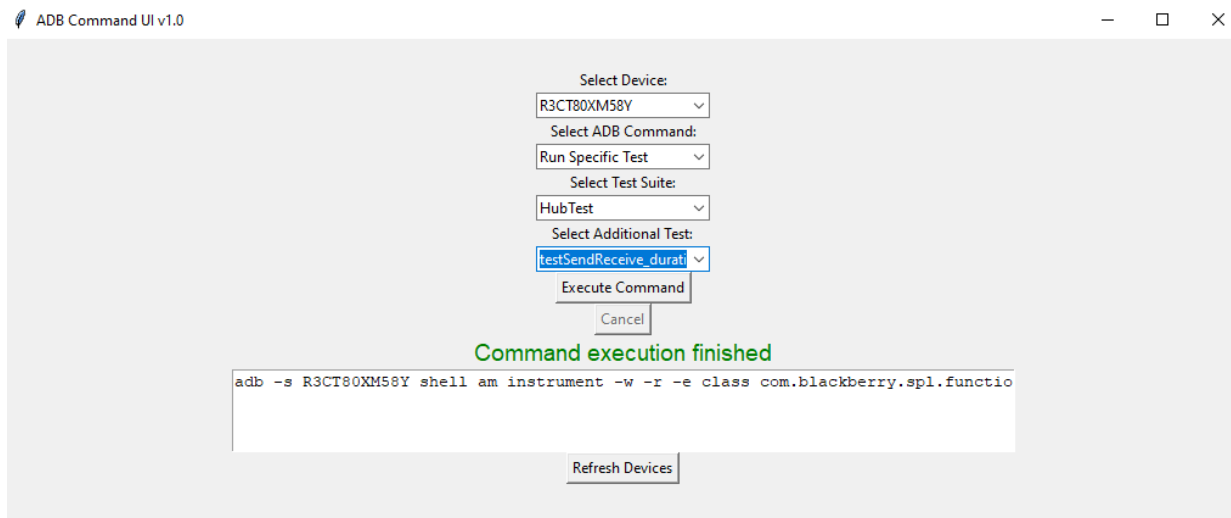 ADB Command UI v1.0
Select Device:
R3CT80XM58Y
Select ADB Command:
Run Specific Test
Select Test Suite:
HubTest
Select Additional Test:
testSendReceive_durati
Execute Command
Cancel
Command execution finished
adb -s R3CT80XM58Y shell am instrument -w -r -e class com.blackberry.spl.functio
Refresh Devices